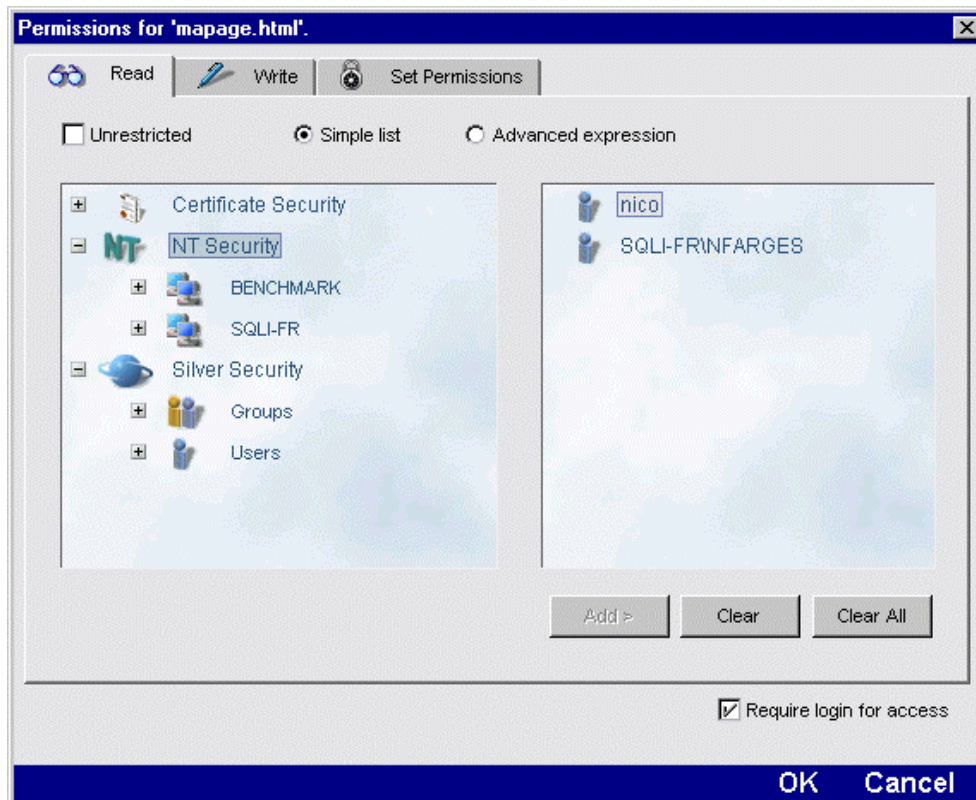 Permissions for 'mapage.html'.
Read Write Set Permissions
Unrestricted Simple list Advanced expression
Certificate Security
NT NT Security
BENCHMARK
SQLI-FR
Silver Security
Groups
Users
nico
SQLI-FR\NFARGES
Add > Clear Clear All
Require login for access
OK Cancel